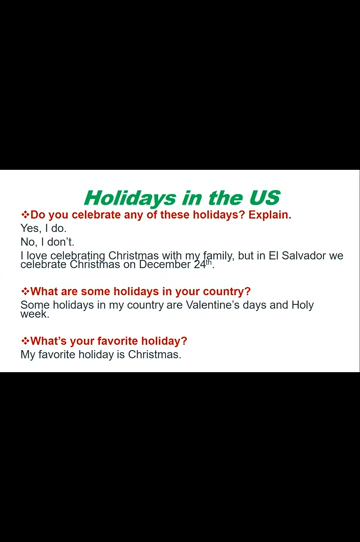 Holidays in the US
❖Do you celebrate any of these holidays? Explain.
Yes, I do.
No, I don't.
I love celebrating Christmas with my family, but in El Salvador we
celebrate Christmas on December 24th.
❖What are some holidays in your country?
Some holidays in my country are Valentine's days and Holy
week.
❖What's your favorite holiday?
My favorite holiday is Christmas.